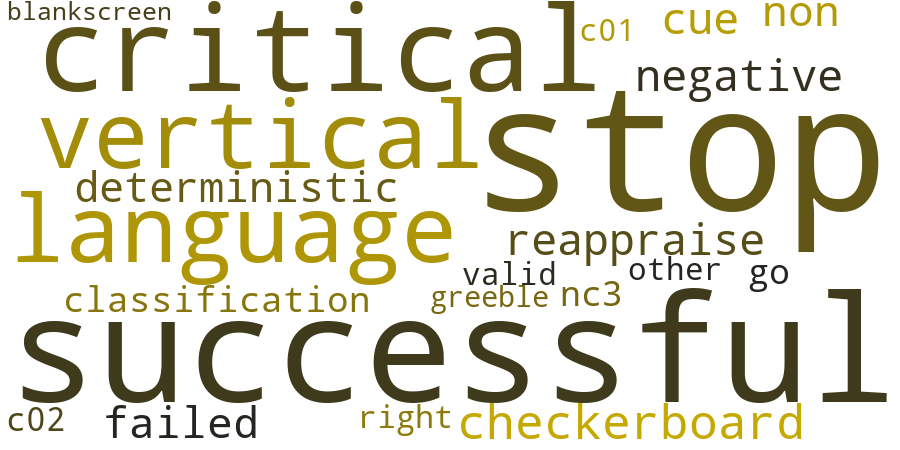 blankscreen
critical
c01
cue
non
negative
vertical
stop
deterministic
language
reappraise
valid
other
go
classification
greeble
nc3
successful
c02
failed
right
checkerboard